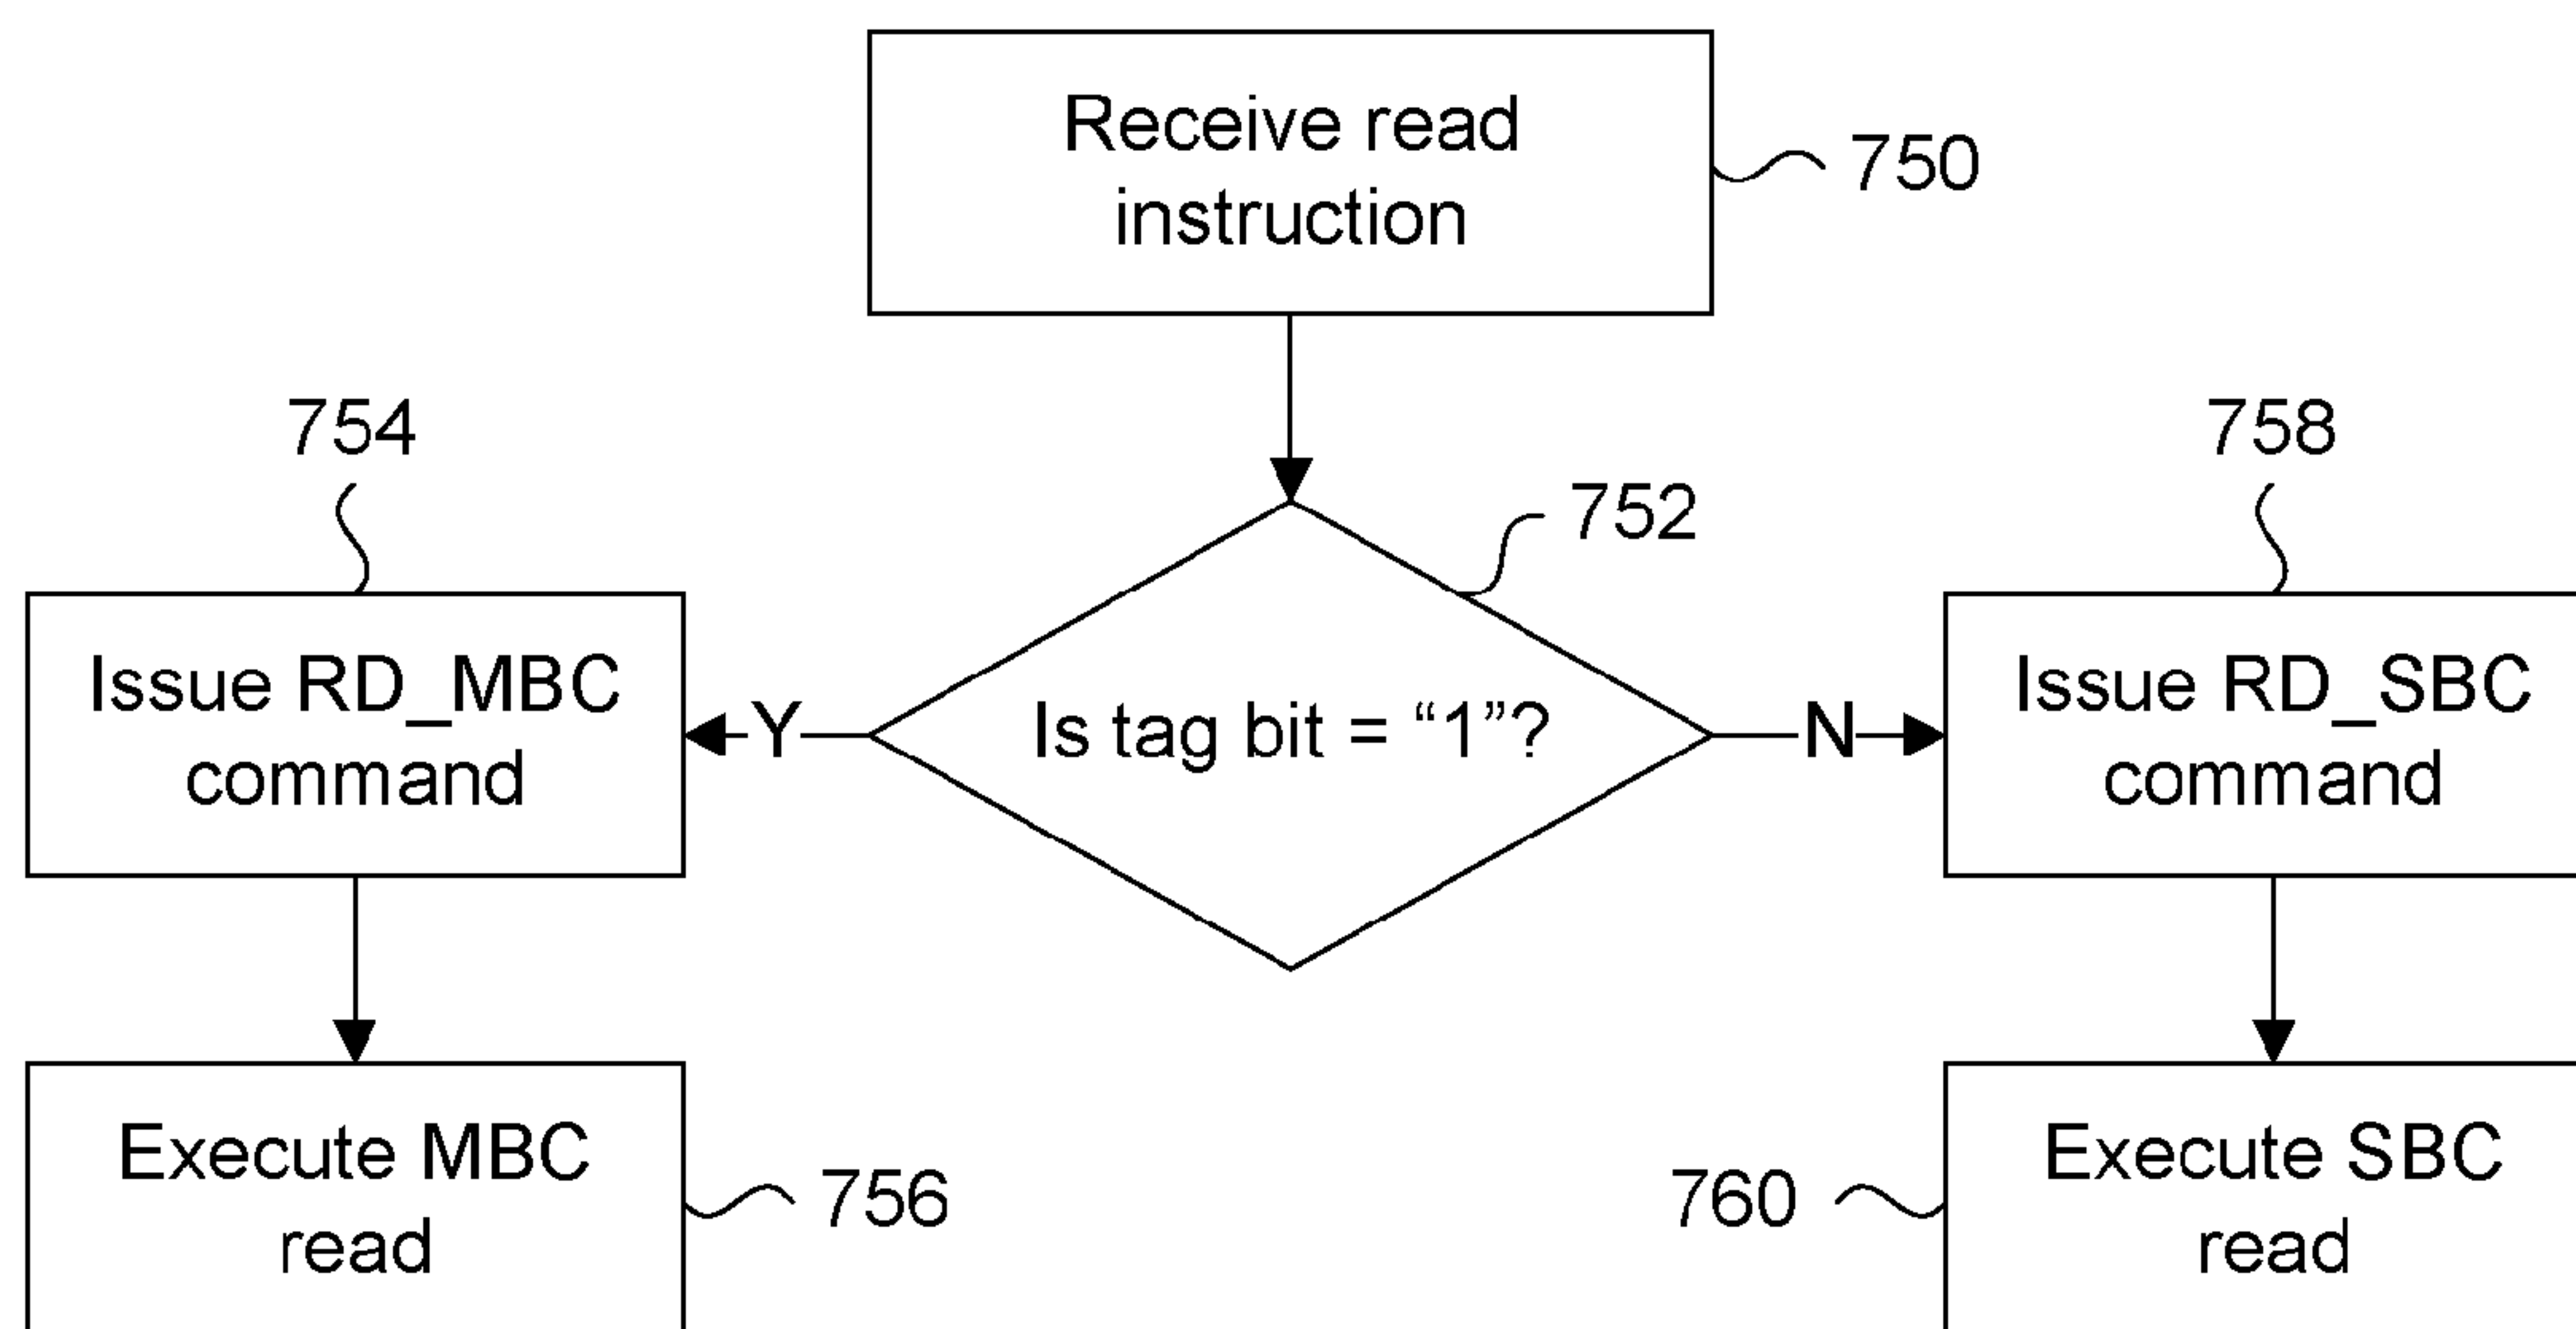 Receive read
instruction
750
752
754
Issue RD_MBC
command
Y
Is tag bit = “1”?
N
758
Issue RD_SBC
command
Execute MBC
read
756
760
Execute SBC
read